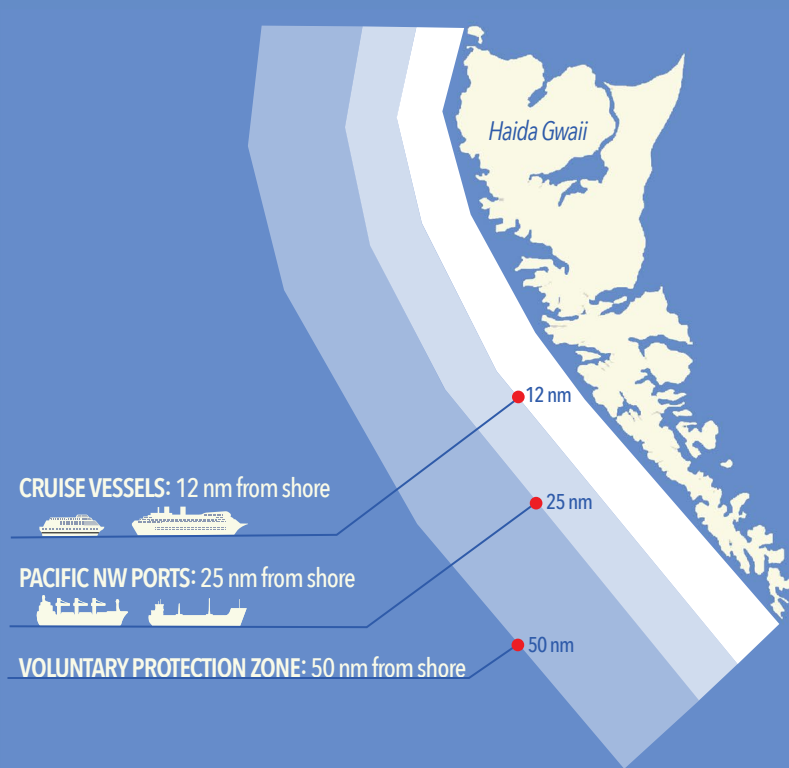 Haida Gwaii
12 nm
CRUISE VESSELS: 12 nm from shore
25 nm
PACIFIC NW PORTS: 25 nm from shore
50 nm
VOLUNTARY PROTECTION ZONE: 50 nm from shore